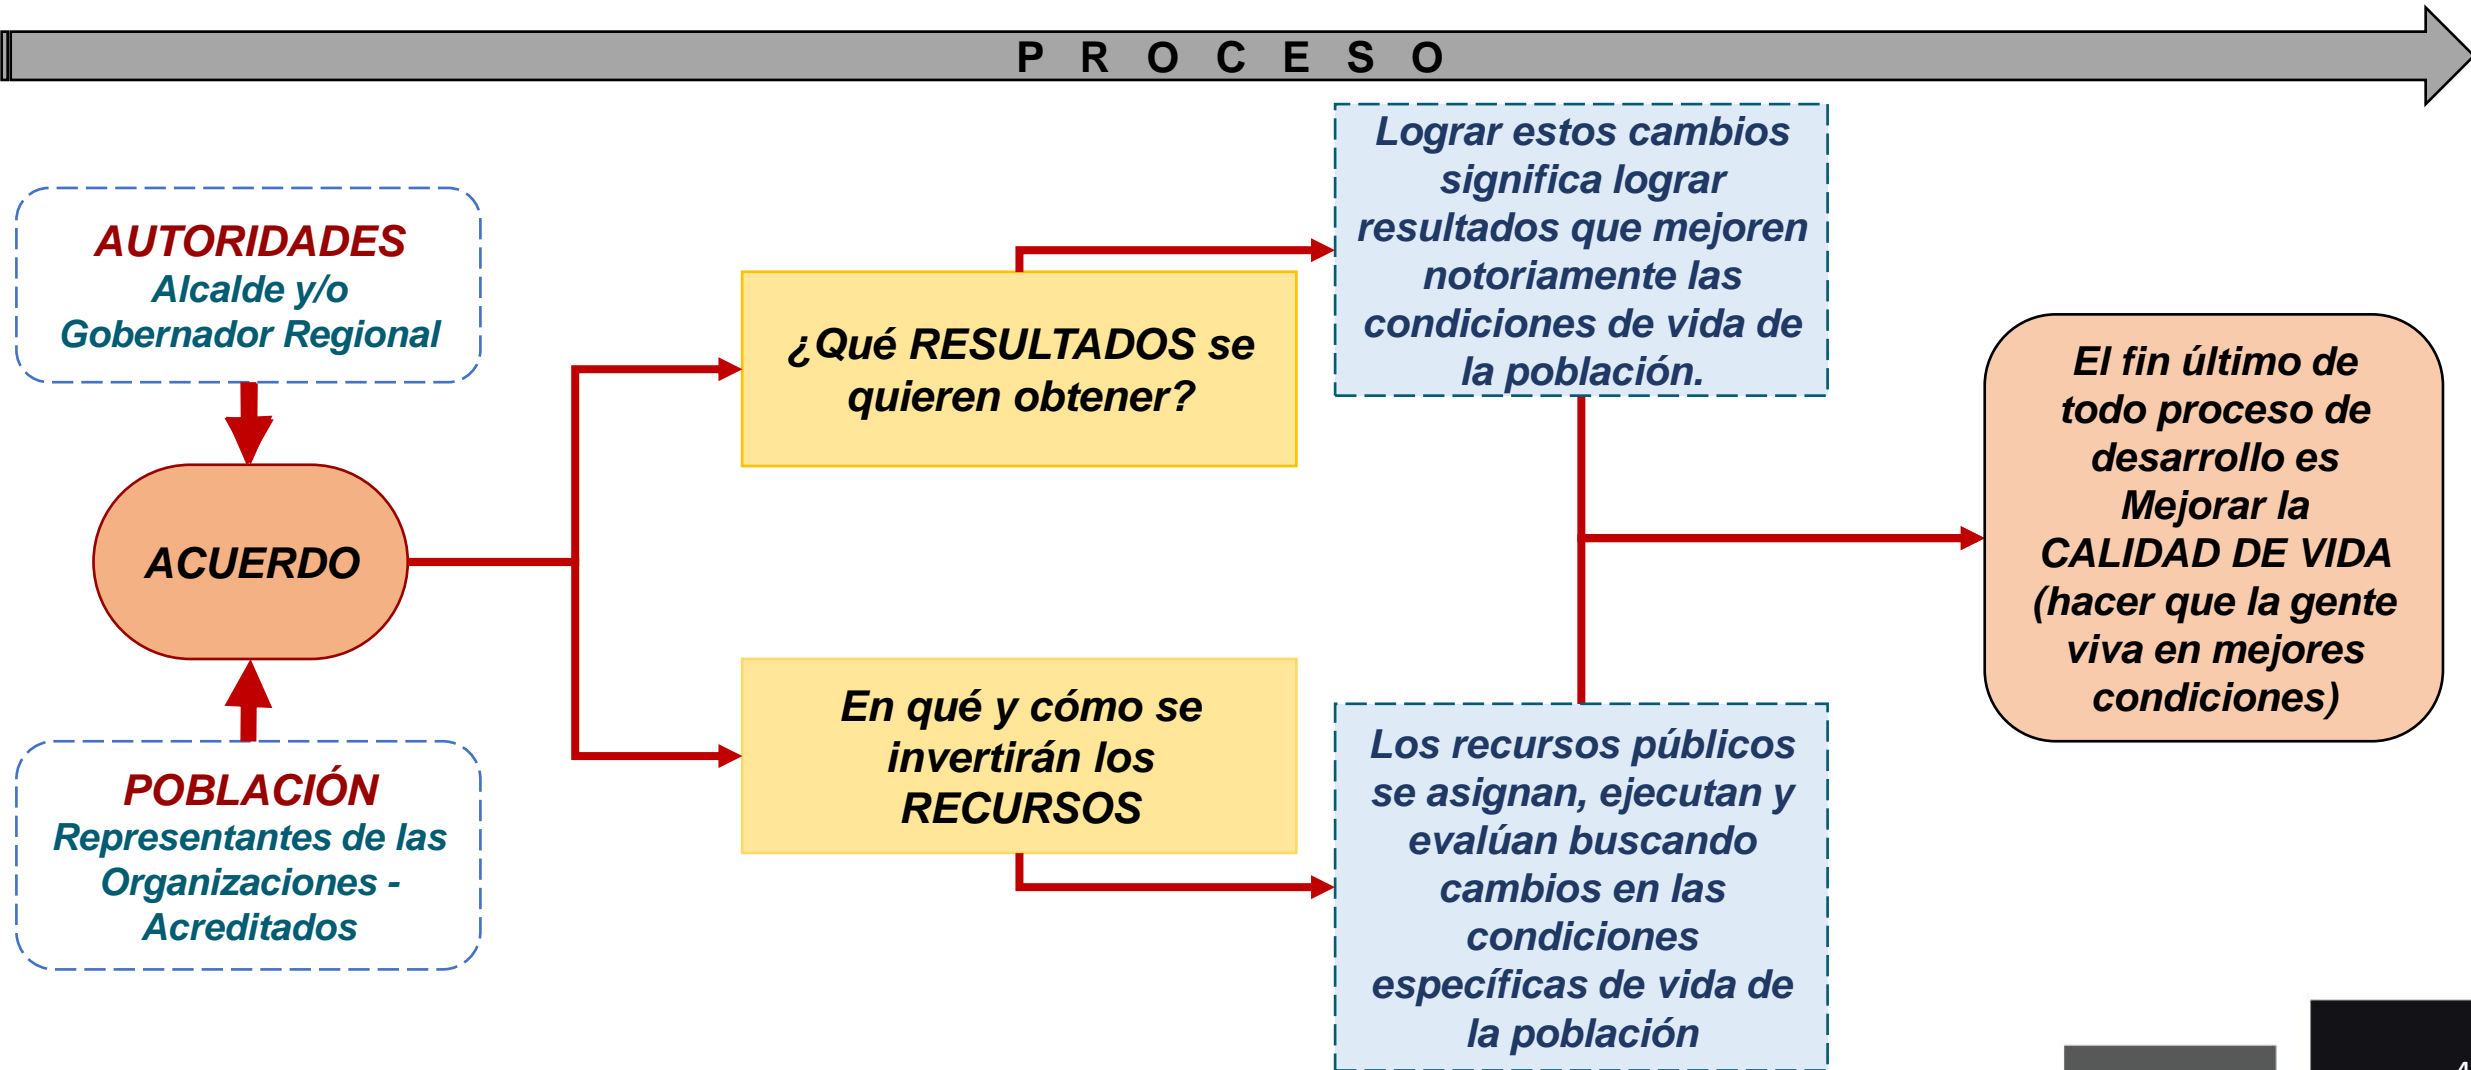 P R O C E S O
AUTORIDADES
Alcalde y/o
Gobernador Regional
ACUERDO
POBLACIÓN
Representantes de las
Organizaciones -
Acreditados
¿Qué RESULTADOS se
quieren obtener?
En qué y cómo se
invertirán los
RECURSOS
Lograr estos cambios
significa lograr
resultados que mejoren
notoriamente las
condiciones de vida de
la población.
Los recursos públicos
se asignan, ejecutan y
evalúan buscando
cambios en las
condiciones
específicas de vida de
la población
El fin último de
todo proceso de
desarrollo es
Mejorar la
CALIDAD DE VIDA
(hacer que la gente
viva en mejores
condiciones)